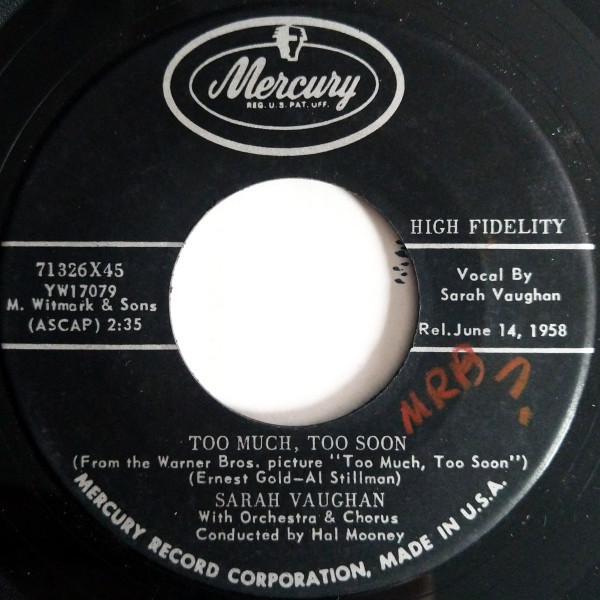 Mercury
REG. U.S. PAT. OFF.
HIGH FIDELITY
71326X45
YW17079
M. Witmark & Sons
(ASCAP) 2:35
Vocal By
Sarah Vaughan
Rel. June 14, 1958
MRB
TOO MUCH, TOO SOON
(From the Warner Bros. picture "Too Much, Too Soon")
(Ernest Gold-Al Stillman)
SARAH VAUGHAN
With Orchestra & Chorus
Conducted by Hal Mooney
MERCURY RECORD CORPORATION, MADE IN U.S.A.